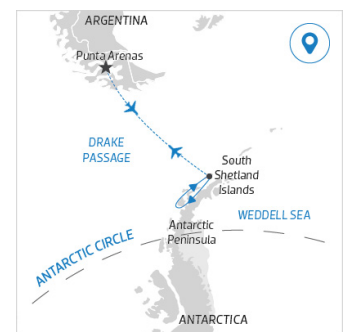 ARGENTINA
Punta Arenas
DRAKE
PASSAGE
South
Shetland
Islands
WEDDELL SEA
Antarctic
Peninsula
ANTARCTIC CIRCLE
ANTARCTICA